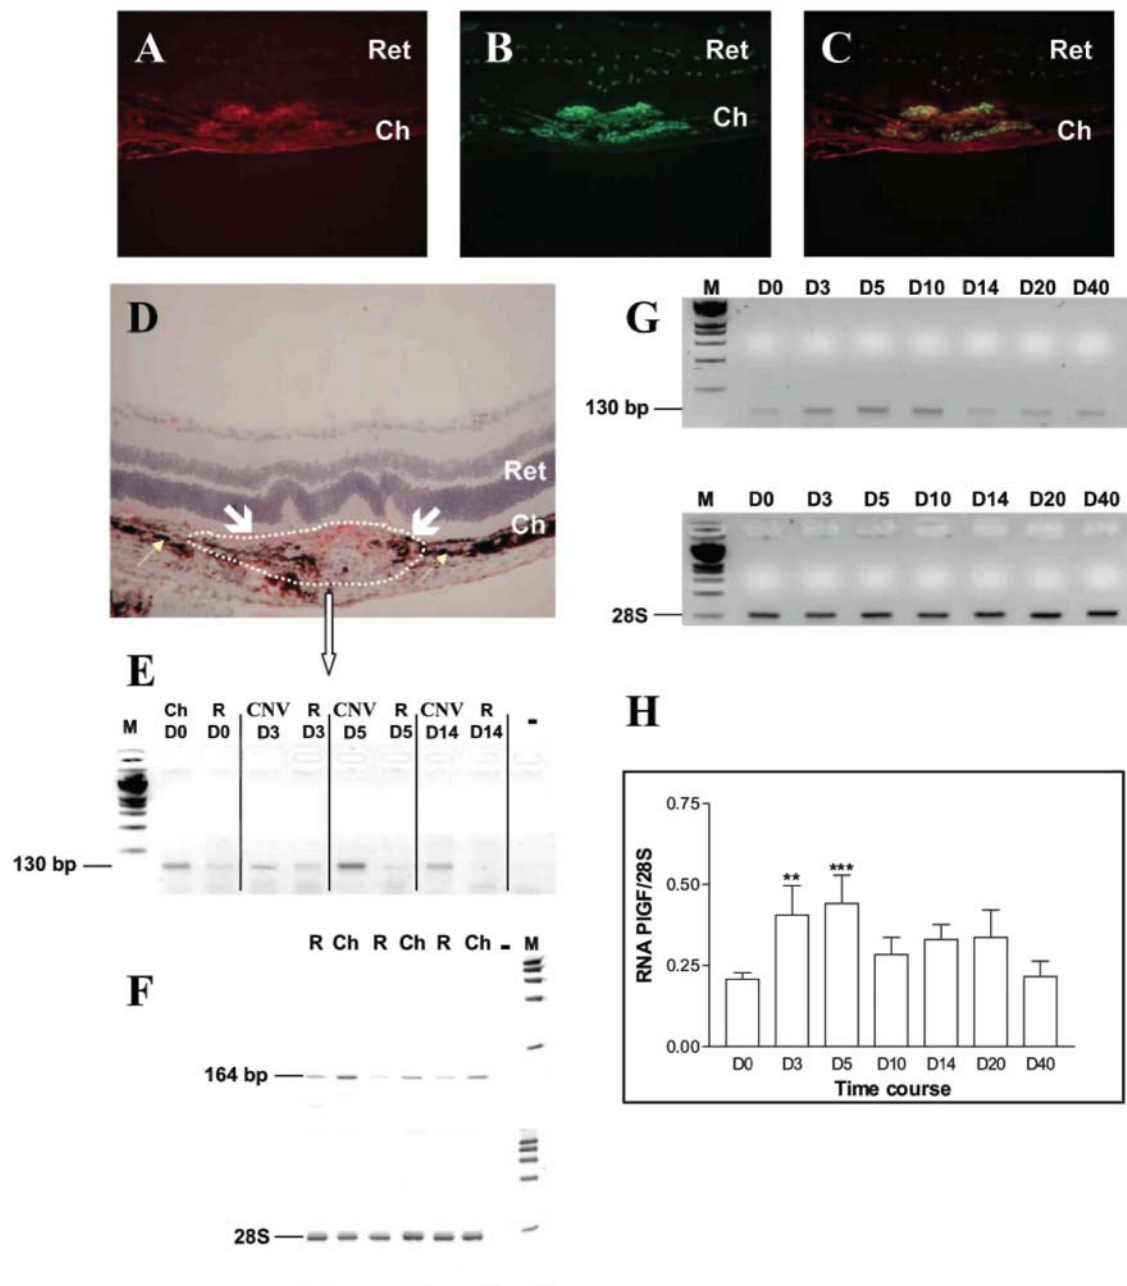 A
Ret
Ch
B
Ret
Ch
C
Ret
Ch
D
Ret
Ch
G
M D0 D3 D5 D10 D14 D20 D40
130 bp
M D0 D3 D5 D10 D14 D20 D40
28S
E
M
Ch R CNV R CNV R CNV R -
D0 D0 D3 D3 D5 D5 D14 D14
130 bp
F
R Ch R Ch R Ch - M
164 bp
28S
H
0.75
0.50
0.25
0.00
RNA PlGF/28S
** ***
D0 D3 D5 D10 D14 D20 D40
Time course